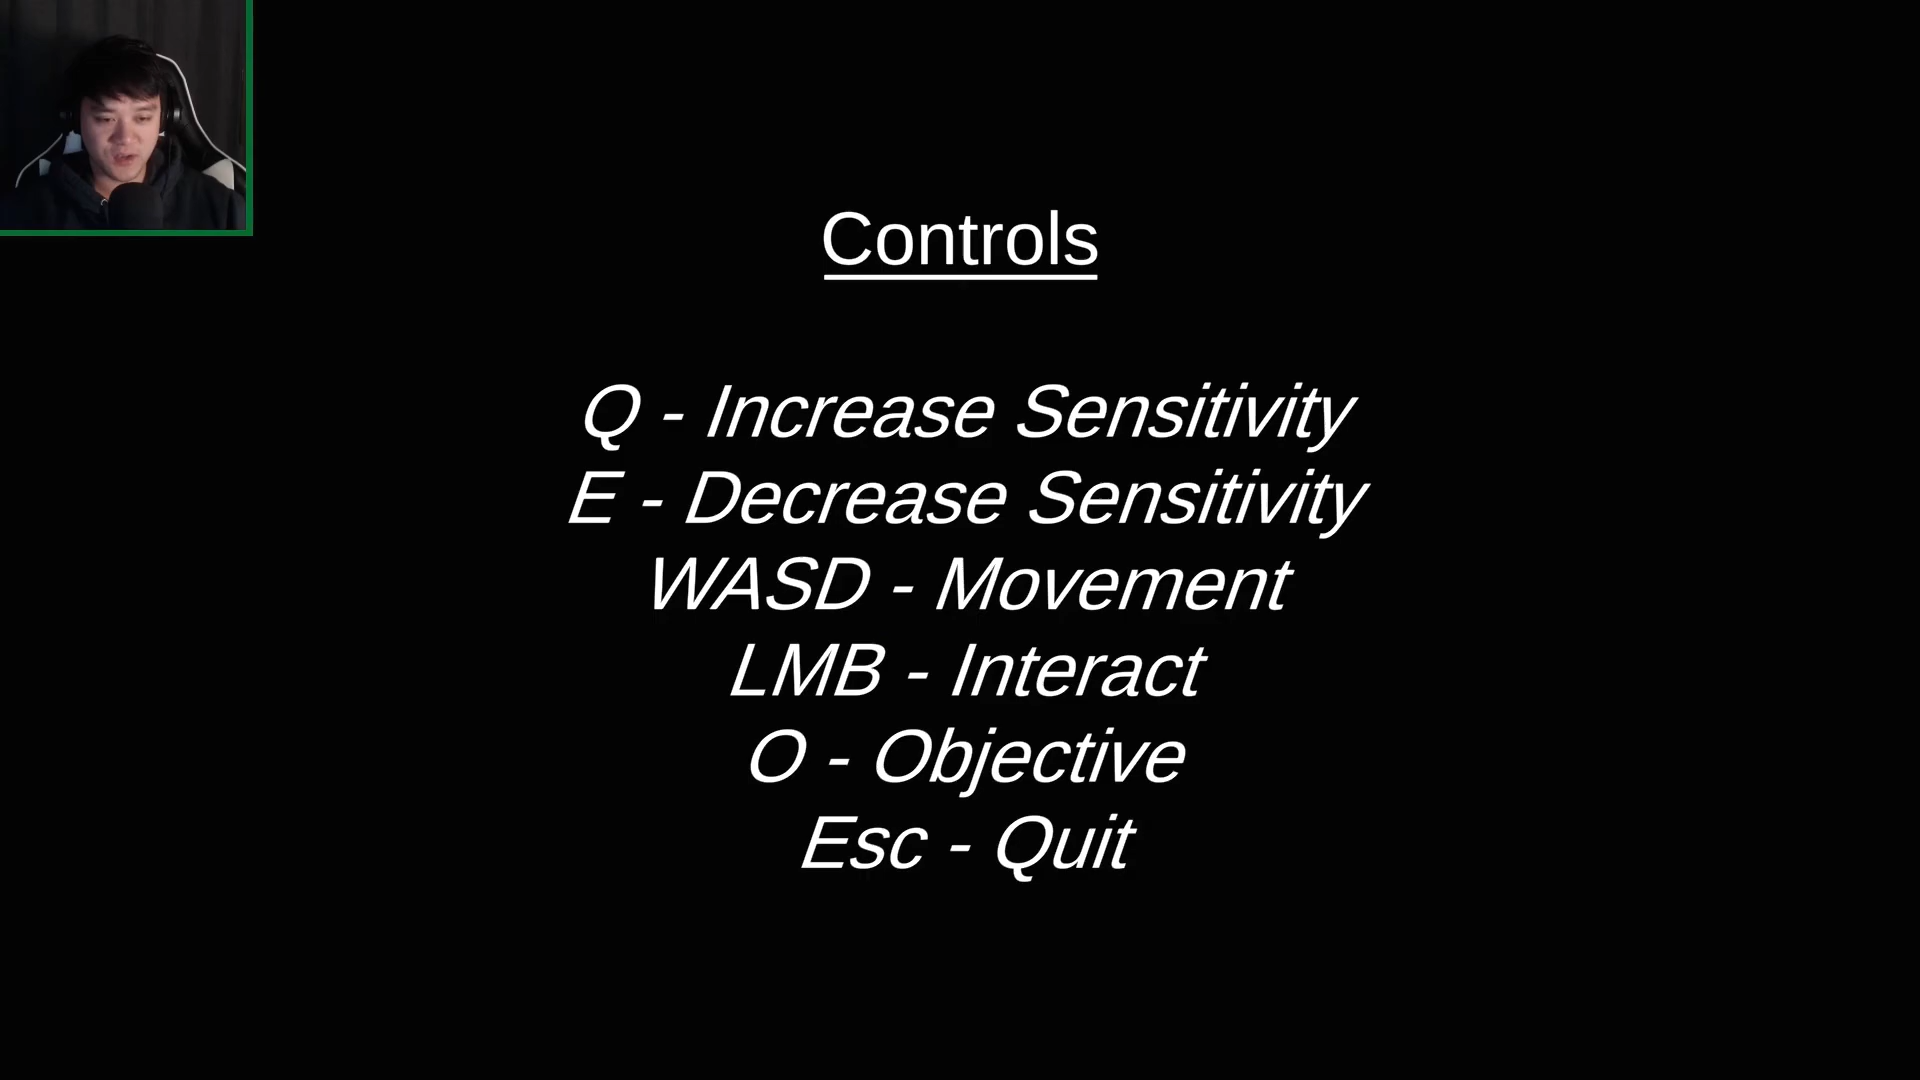 Controls
Q - Increase Sensitivity
E - Decrease Sensitivity
WASD - Movement
LMB - Interact
O - Objective
Esc - Quit